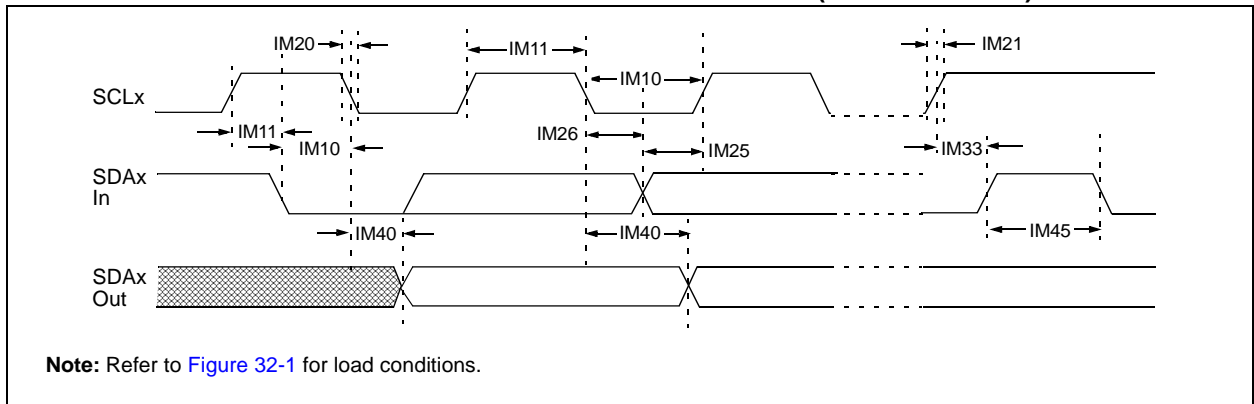 IM20
IM11
IM21
IM10
SCLx
IM11
IM10
IM26
IM25
IM33
SDAx
In
IM40
IM40
IM45
SDAx
Out
Note: Refer to Figure 32-1 for load conditions.